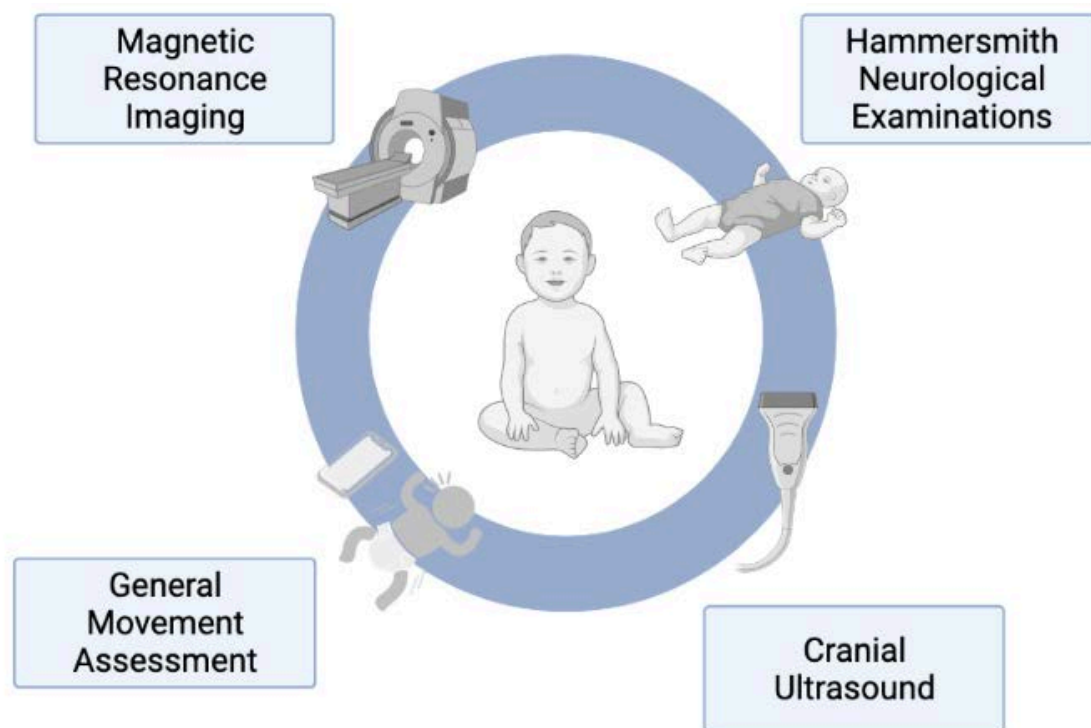 Magnetic
Resonance
Imaging
Hammersmith
Neurological
Examinations
General
Movement
Assessment
Cranial
Ultrasound